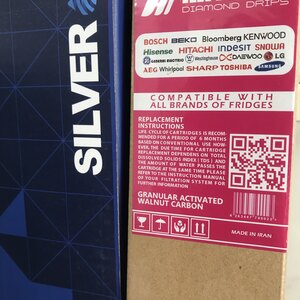 SILVER
DIAMOND DRIPS
BOSCH BEKO Bloomberg KENWOOD
Hisense HITACHI indesit SNOWA
GENERAL ELECTRIC Westinghouse DAEWOO LG
AEG Whirlpool SHARP TOSHIBA SAMSUNG
COMPATIBLE WITH
ALL BRANDS OF FRIDGES
REPLACEMENT
INSTRUCTIONS
LIFE CYCLE OF CARTRIDGES IS RECOM-
MENDED FOR A PERIOD OF 6 MONTHS
BASED ON CONVENTIONAL USE HOW-
EVER, THE DUE TIME FOR CARTRIDGE
REPLACEMENT DEPENDS ON TOTAL
DISSOLVED SOLIDS INDEX (TDS) AND
THE AMOUNT OF WATER PASSES THE
CARTRIDGE AT THE SAME TIME PLEASE
REFER TO THE INSTRUCTION MANUAL
OF YOUR FILTRATION SYSTEM FOR
FURTHER DETAILS
GRANULAR ACTIVATED
WALNUT CARBON
MADE IN IRAN